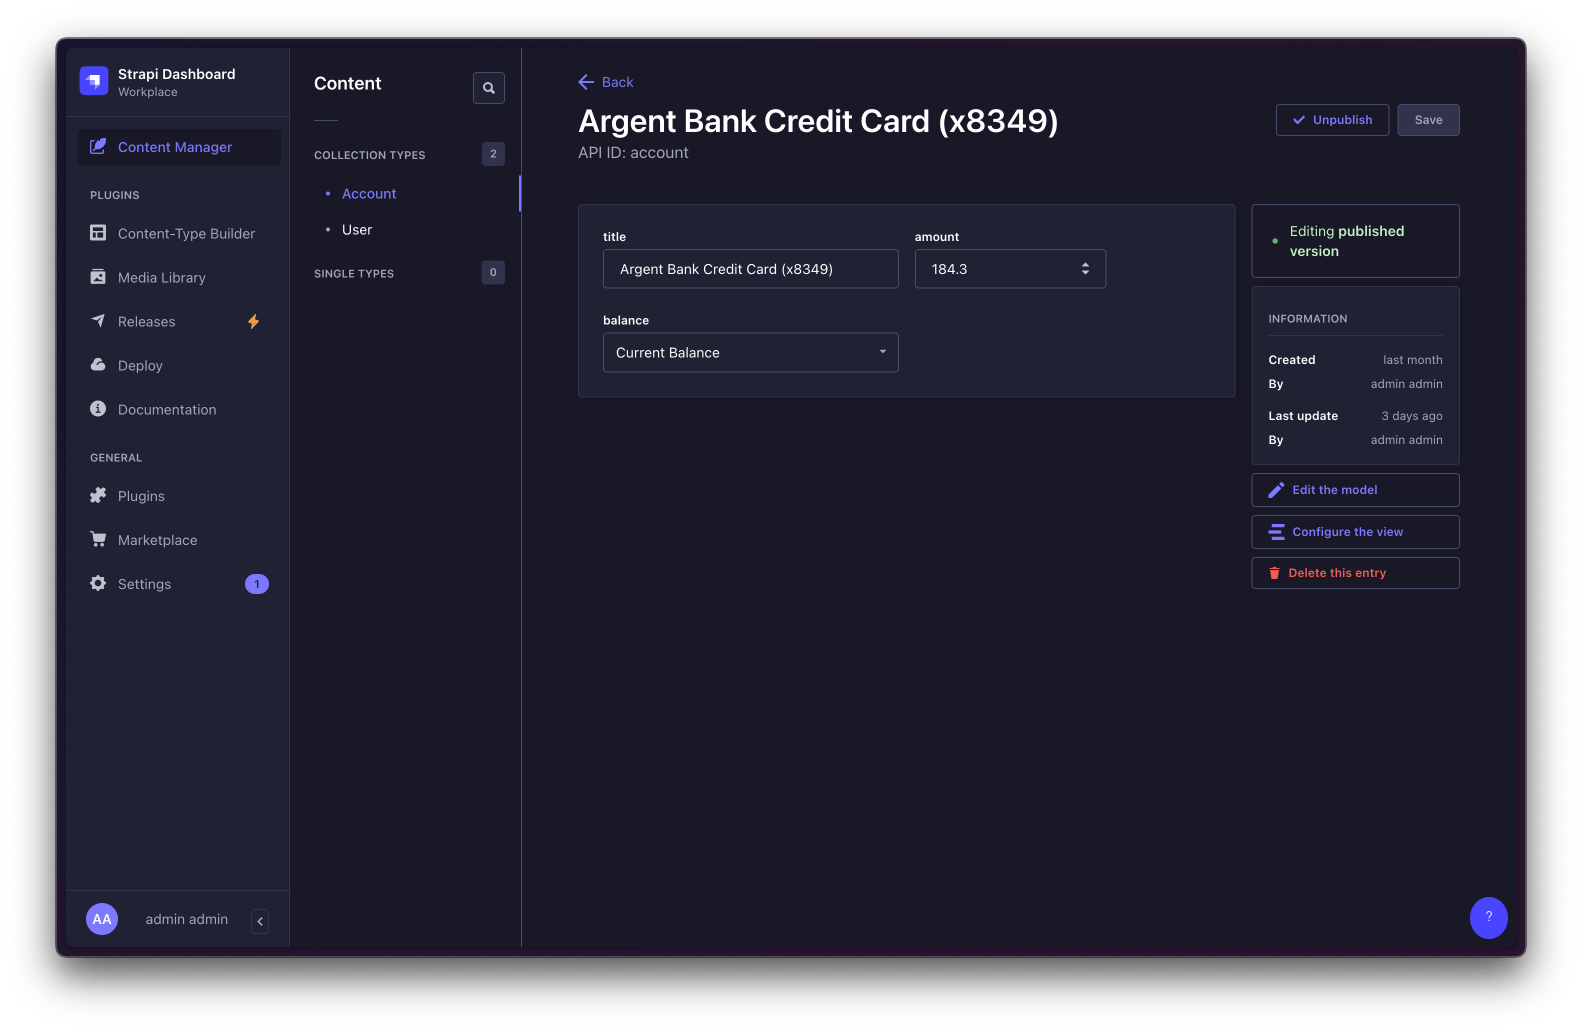 Strapi Dashboard
Workplace
Content Manager
PLUGINS
Content-Type Builder
Media Library
Releases
Deploy
Documentation
GENERAL
Plugins
Marketplace
Settings
1
AA
admin admin
Content
COLLECTION TYPES
2
Account
User
SINGLE TYPES
0
Back
Argent Bank Credit Card (x8349)
API ID: account
Unpublish
Save
title
Argent Bank Credit Card (x8349)
amount
184.3
balance
Current Balance
Editing published
version
INFORMATION
Created last month
By admin admin
Last update 3 days ago
By admin admin
Edit the model
Configure the view
Delete this entry
?